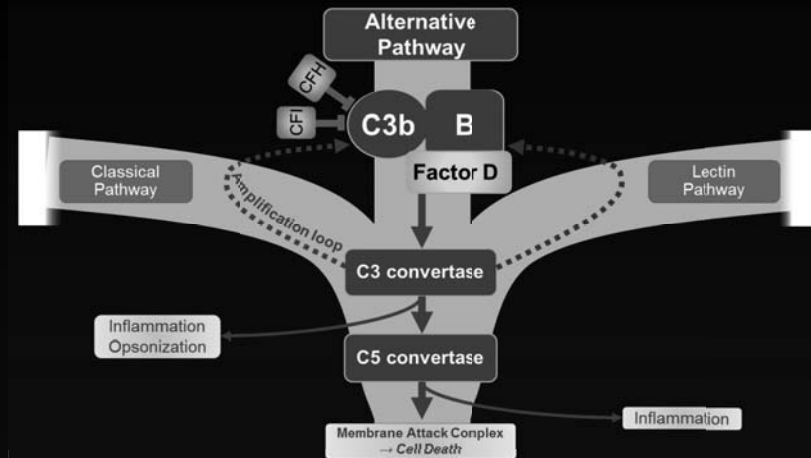 Alternative
Pathway
CFH
CFI
C3b
B
Factor D
Classical
Pathway
Lectin
Pathway
Amplification loop
C3 convertase
Inflammation
Opsonization
C5 convertase
Inflammation
Membrane Attack Conplex
→ Cell Death